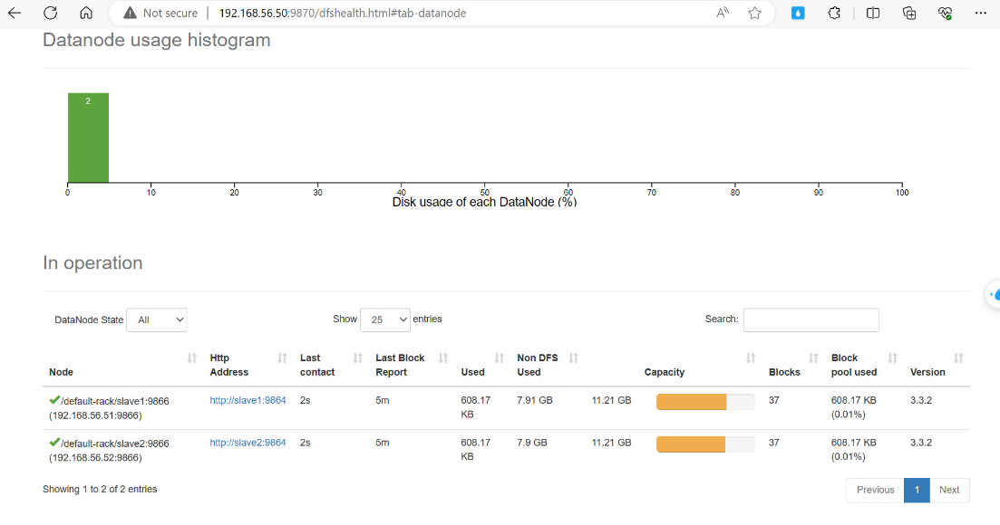 Not secure 192.168.56.50:9870/dfshealth.html#tab-datanode
Datanode usage histogram
2
0 10 20 30 40 50 60 70 80 90 100
Disk usage of each DataNode (%)
In operation
DataNode State All Show 25 entries Search:
Node Http Address Last contact Last Block Report Used Non DFS Used Capacity Blocks Block pool used Version
/default-rack/slave1:9866 http://slave1:9864 2s 5m 608.17 7.91 GB 11.21 GB 37 608.17 KB 3.3.2
(192.168.56.51:9866) KB (0.01%)
/default-rack/slave2:9866 http://slave2:9864 2s 5m 608.17 7.9 GB 11.21 GB 37 608.17 KB 3.3.2
(192.168.56.52:9866) KB (0.01%)
Showing 1 to 2 of 2 entries Previous 1 Next